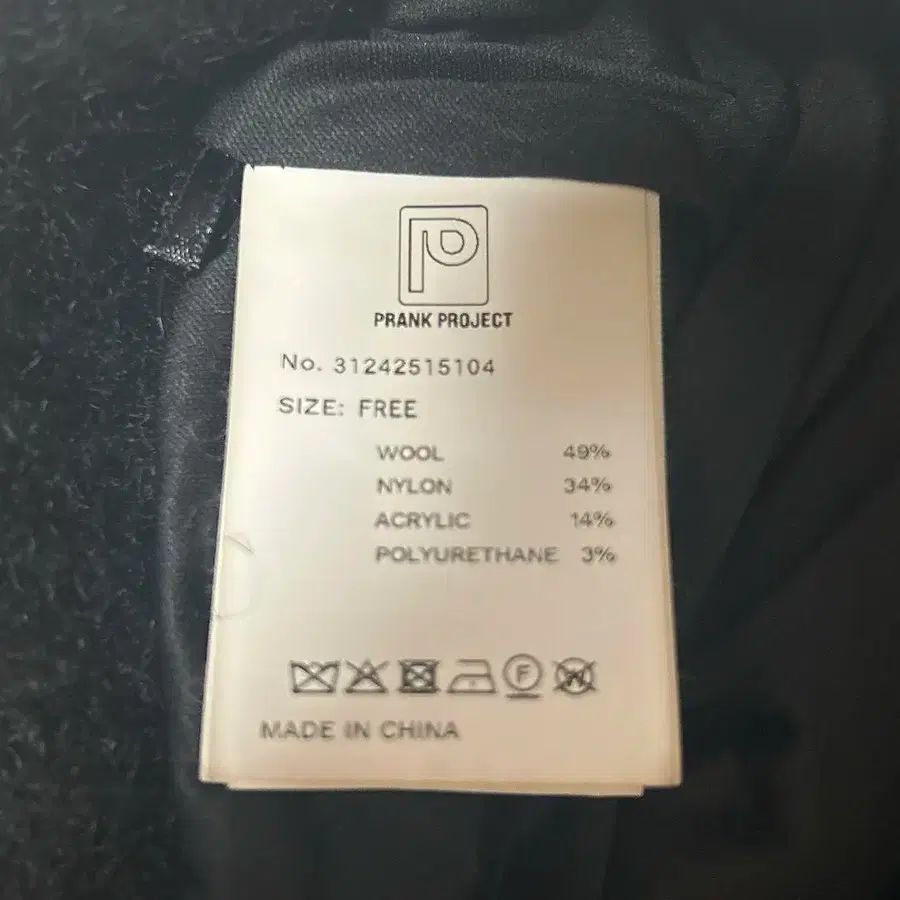 PRANK PROJECT
No. 31242515104
SIZE: FREE
WOOL 49%
NYLON 34%
ACRYLIC 14%
POLYURETHANE 3%
F W
MADE IN CHINA